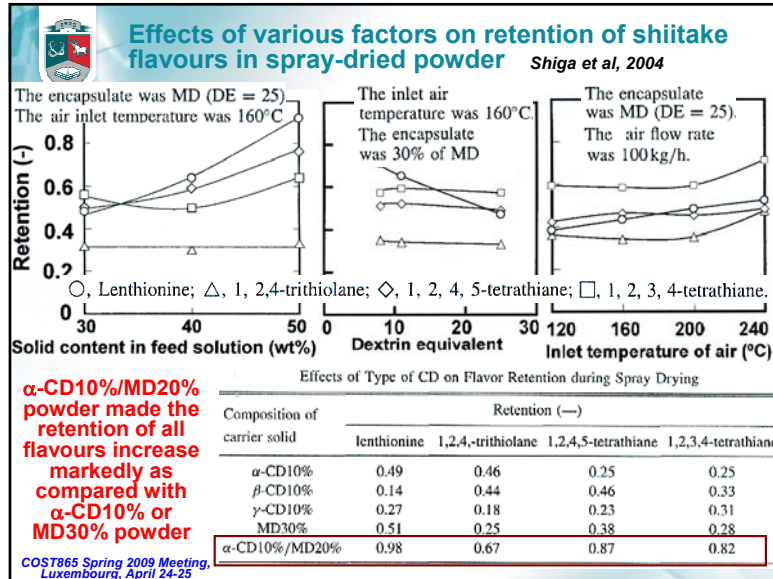 Effects of various factors on retention of shiitake
flavours in spray-dried powder Shiga et al, 2004
The encapsulate was MD (DE = 25)
The air inlet temperature was 160°C
The inlet air
temperature was 160°C.
The encapsulate
was 30% of MD
The encapsulate
was MD (DE = 25).
The air flow rate
was 100 kg/h.
Retention (-)
0.8
0.6
0.4
0.2
0
○, Lenthionine; △, 1, 2,4-trithiolane; ◇, 1, 2, 4, 5-tetrathiane; □, 1, 2, 3, 4-tetrathiane.
30 40 50
Solid content in feed solution (wt%)
0 10 20 30
Dextrin equivalent
120 160 200 240
Inlet temperature of air (ºC)
α-CD10%/MD20%
powder made the
retention of all
flavours increase
markedly as
compared with
α-CD10% or
MD30% powder
Effects of Type of CD on Flavor Retention during Spray Drying
Composition of
carrier solid
Retention (—)
lenthionine 1,2,4,-trithiolane 1,2,4,5-tetrathiane 1,2,3,4-tetrathiane
α-CD10% 0.49 0.46 0.25 0.25
β-CD10% 0.14 0.44 0.46 0.33
γ-CD10% 0.27 0.18 0.23 0.31
MD30% 0.51 0.25 0.38 0.28
α-CD10%/MD20% 0.98 0.67 0.87 0.82
COST865 Spring 2009 Meeting,
Luxembourg, April 24-25